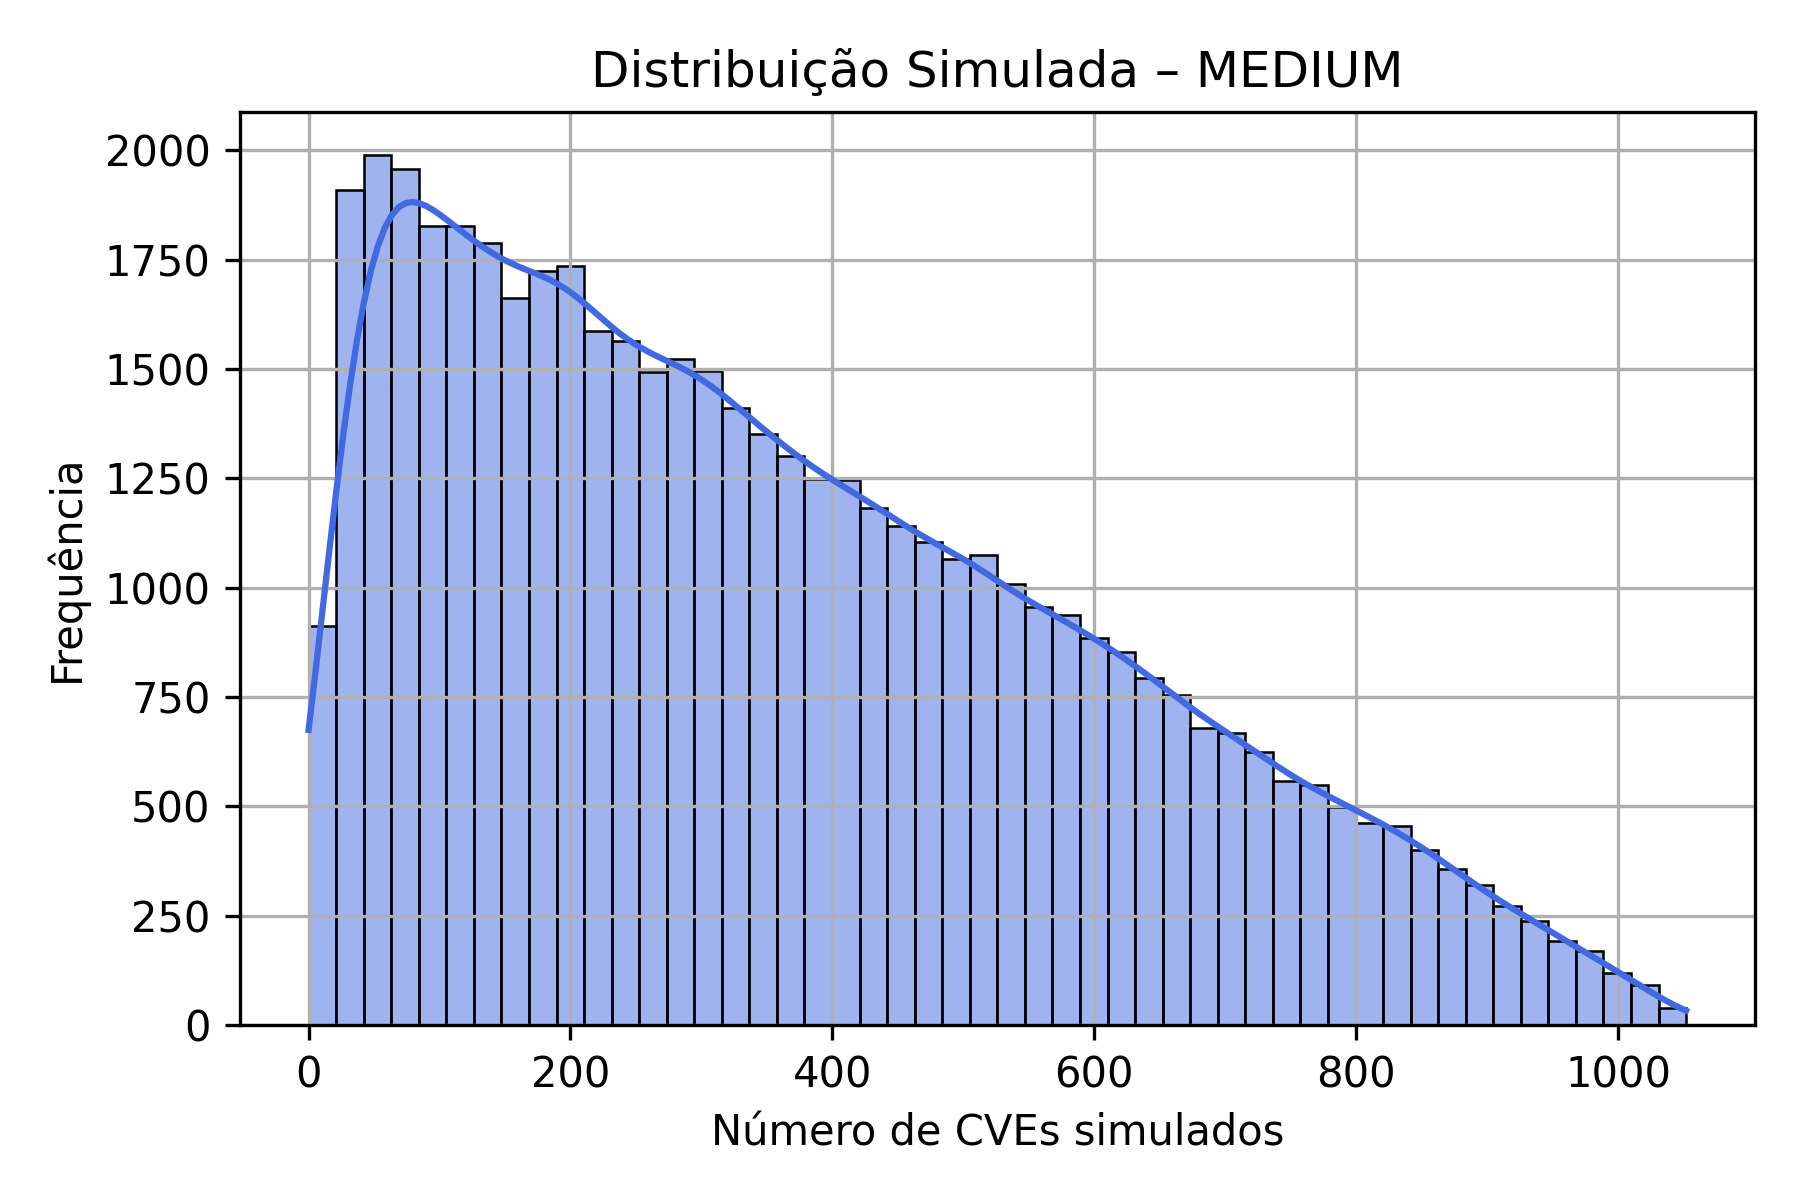 Distribuição Simulada – MEDIUM
2000
1750
1500
1250
1000
750
500
250
0
Frequência
0 200 400 600 800 1000
Número de CVEs simulados